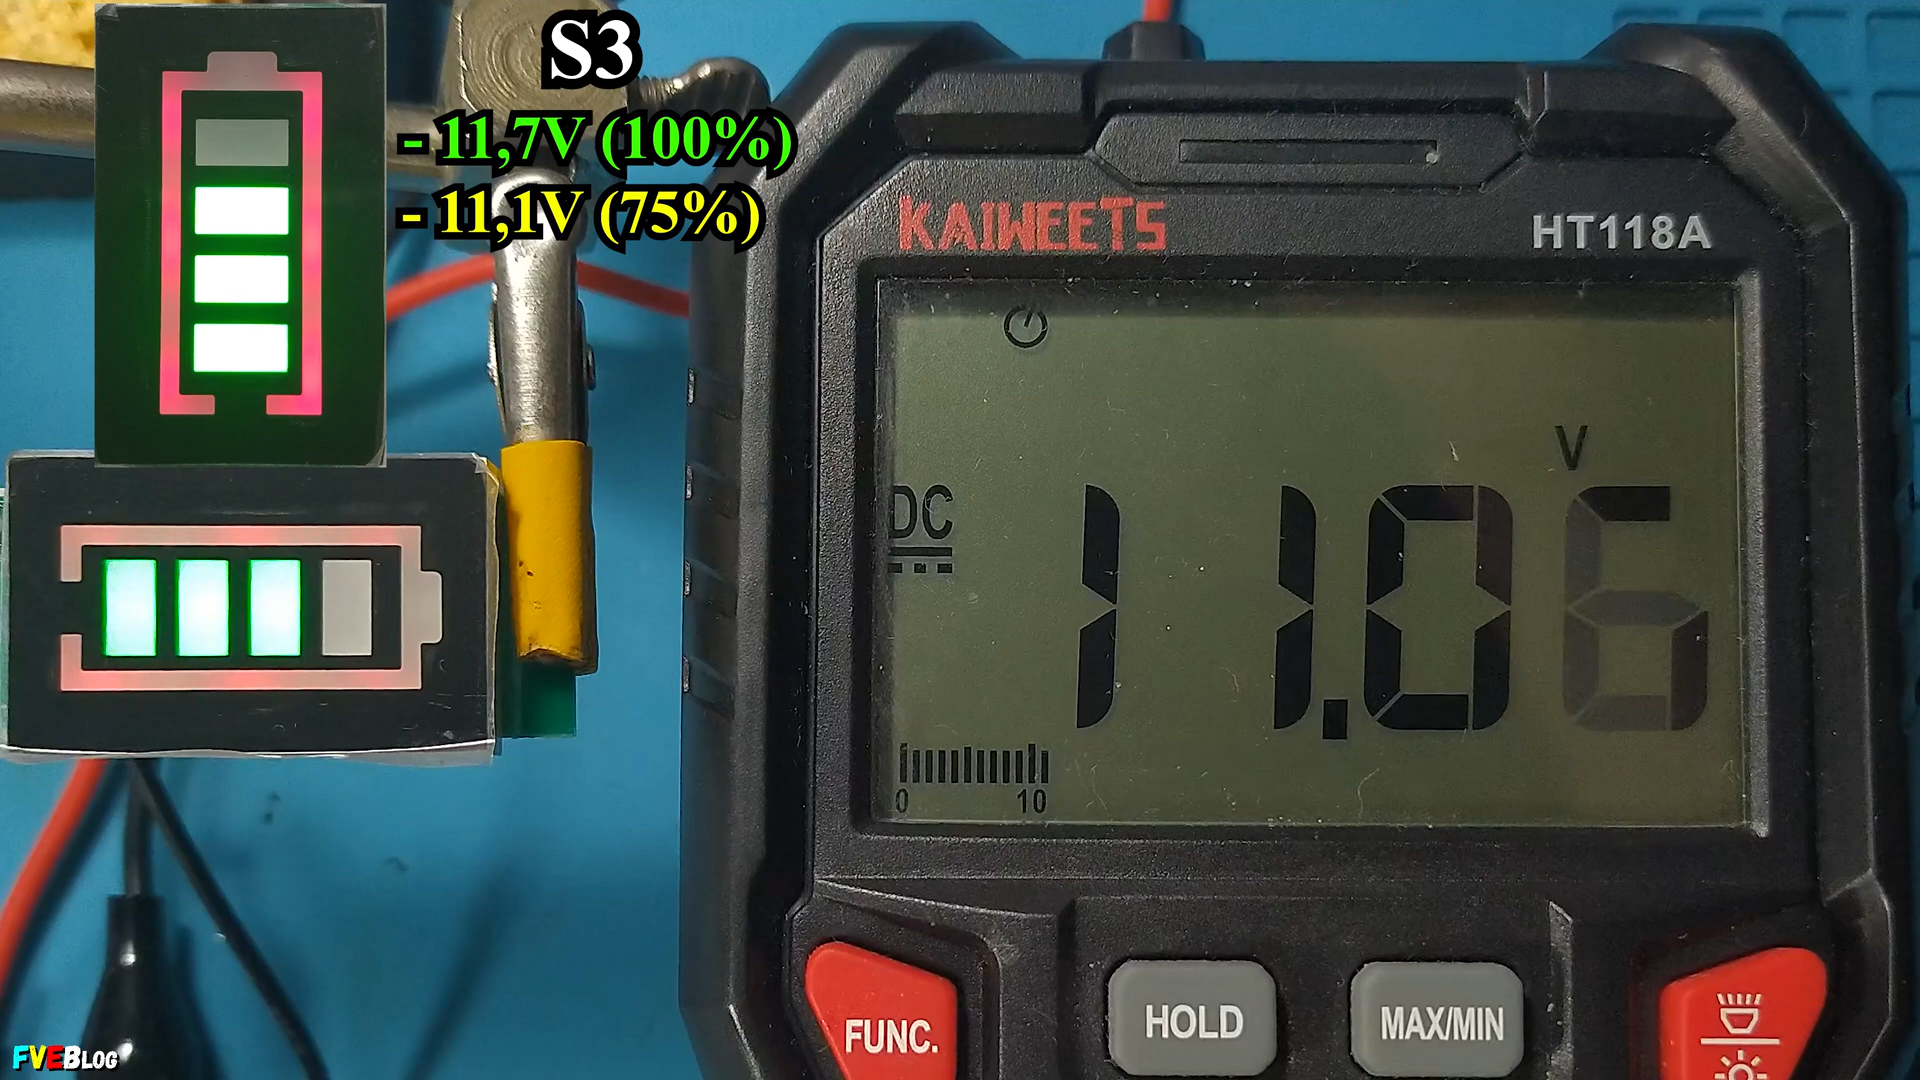 S3
- 11,7V (100%)
- 11,1V (75%)
KAIWEETS
HT118A
V
DC
11.06
0 10
FUNC.
HOLD
MAX/MIN
FVEBLOG